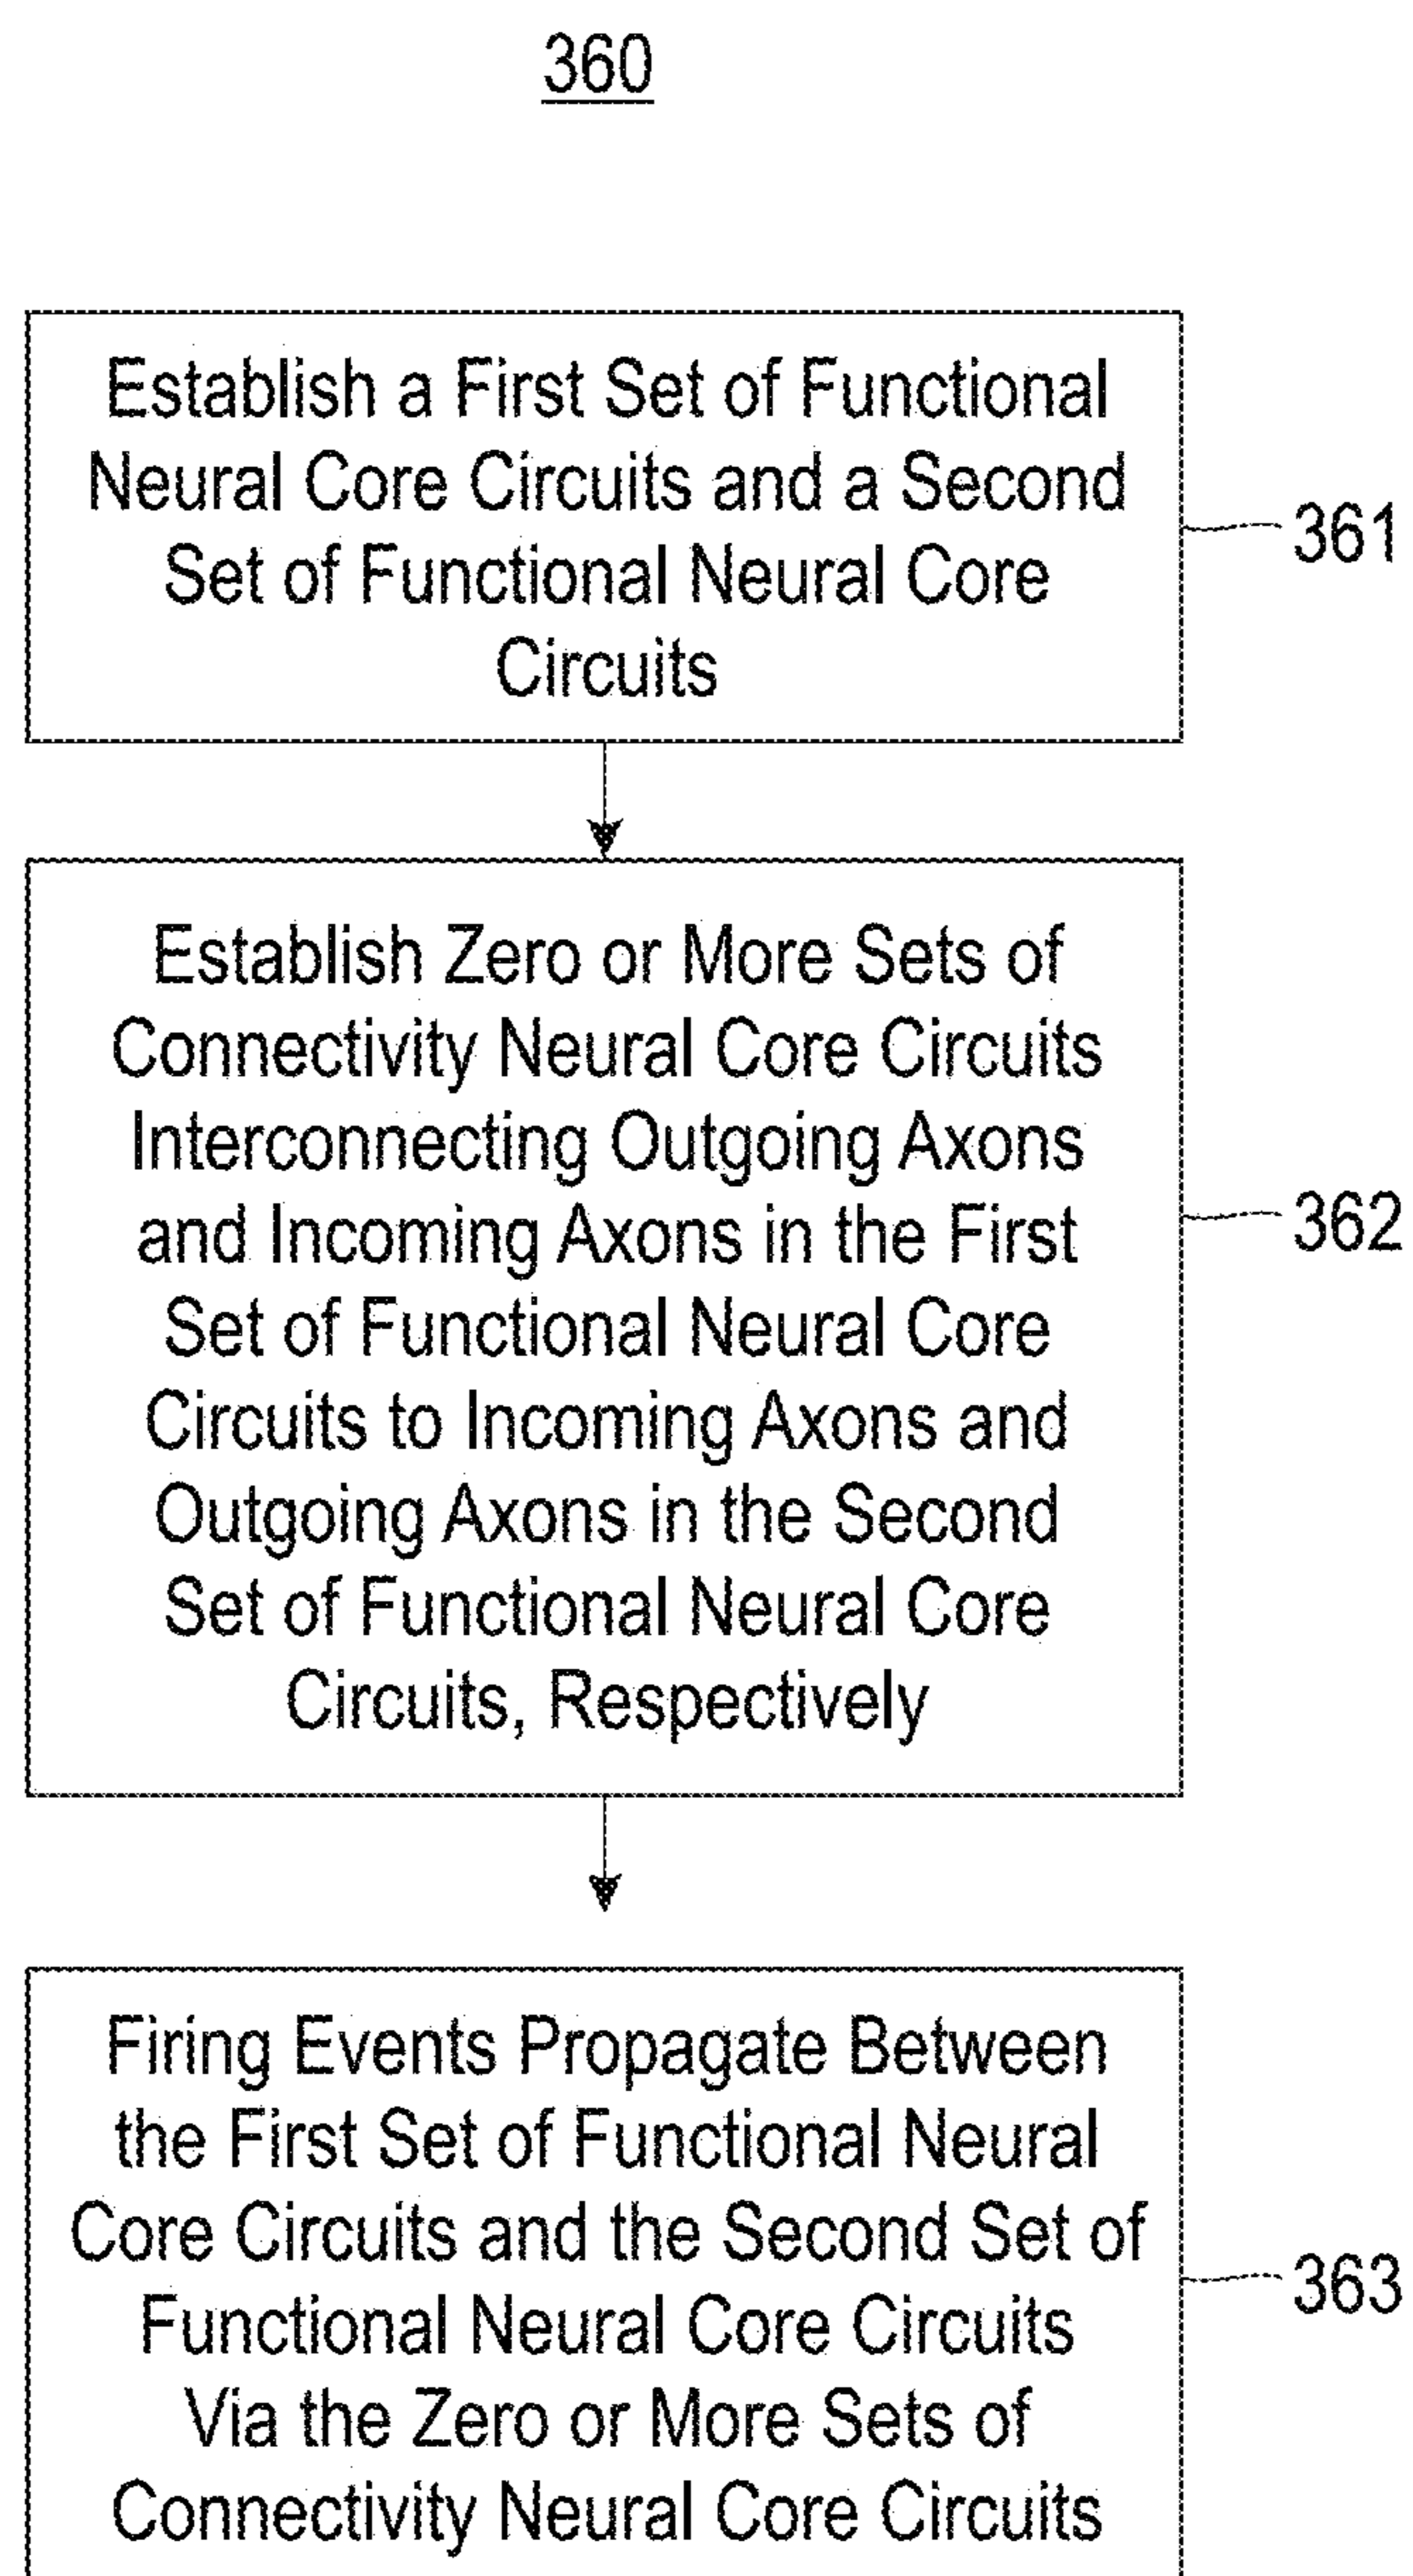 360
Establish a First Set of Functional
Neural Core Circuits and a Second
Set of Functional Neural Core
Circuits
361
Establish Zero or More Sets of
Connectivity Neural Core Circuits
Interconnecting Outgoing Axons
and Incoming Axons in the First
Set of Functional Neural Core
Circuits to Incoming Axons and
Outgoing Axons in the Second
Set of Functional Neural Core
Circuits, Respectively
362
Firing Events Propagate Between
the First Set of Functional Neural
Core Circuits and the Second Set of
Functional Neural Core Circuits
Via the Zero or More Sets of
Connectivity Neural Core Circuits
363